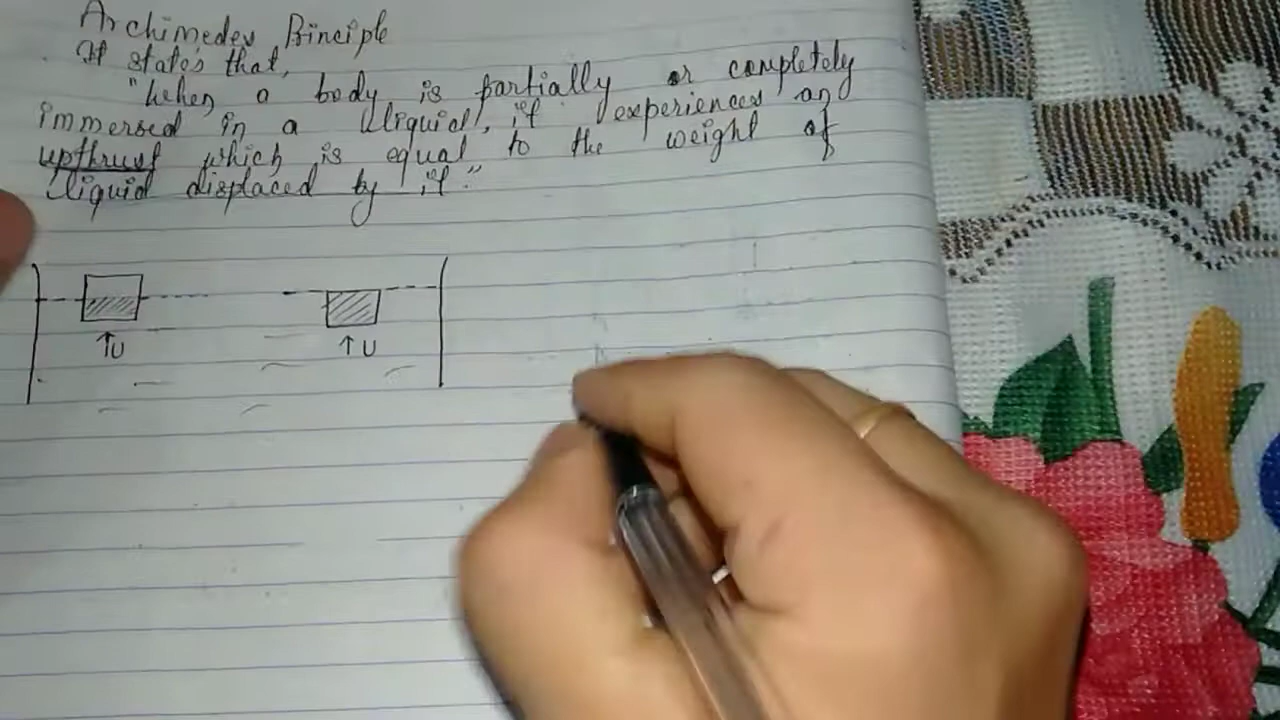 Archimedes Principle
It states that,
"When a body is partially or completely
immersed in a liquid, it experiences an
upthrust which is equal to the weight of
liquid displaced by it."
↑U ↑U